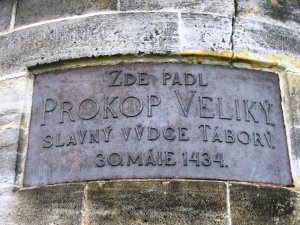 ZDE PADL
PROKOP VELIKÝ,
SLAVNÝ VŮDCE TÁBORŮ,
30. MÁJE 1434.